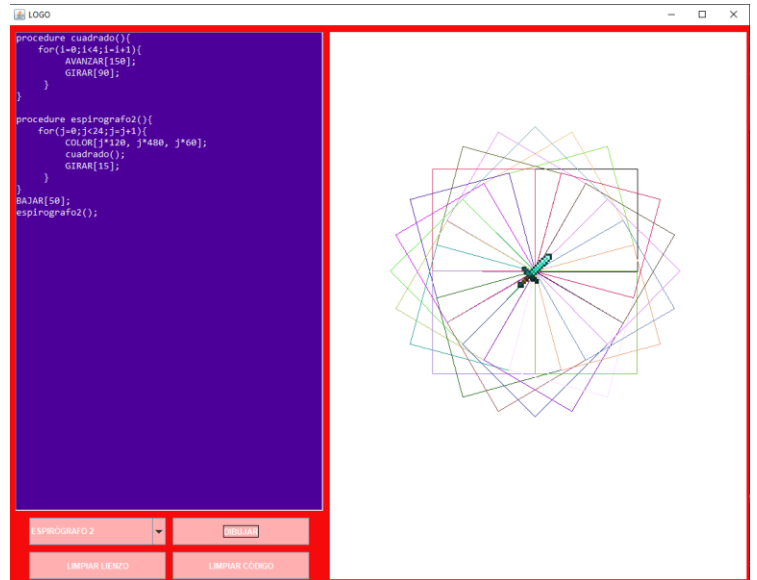 LOGO
procedure cuadrado(){
    for(i=0;i<4;i=i+1){
        AVANZAR[150];
        GIRAR[90];
    }
}

procedure espirografo2(){
    for(j=0;j<24;j=j+1){
        COLOR[j*120, j*480, j*60];
        cuadrado();
        GIRAR[15];
    }
}
BAJAR[50];
espirografo2();
ESPIRÓGRAFO 2
DIBUJAR
LIMPIAR LIENZO
LIMPIAR CÓDIGO